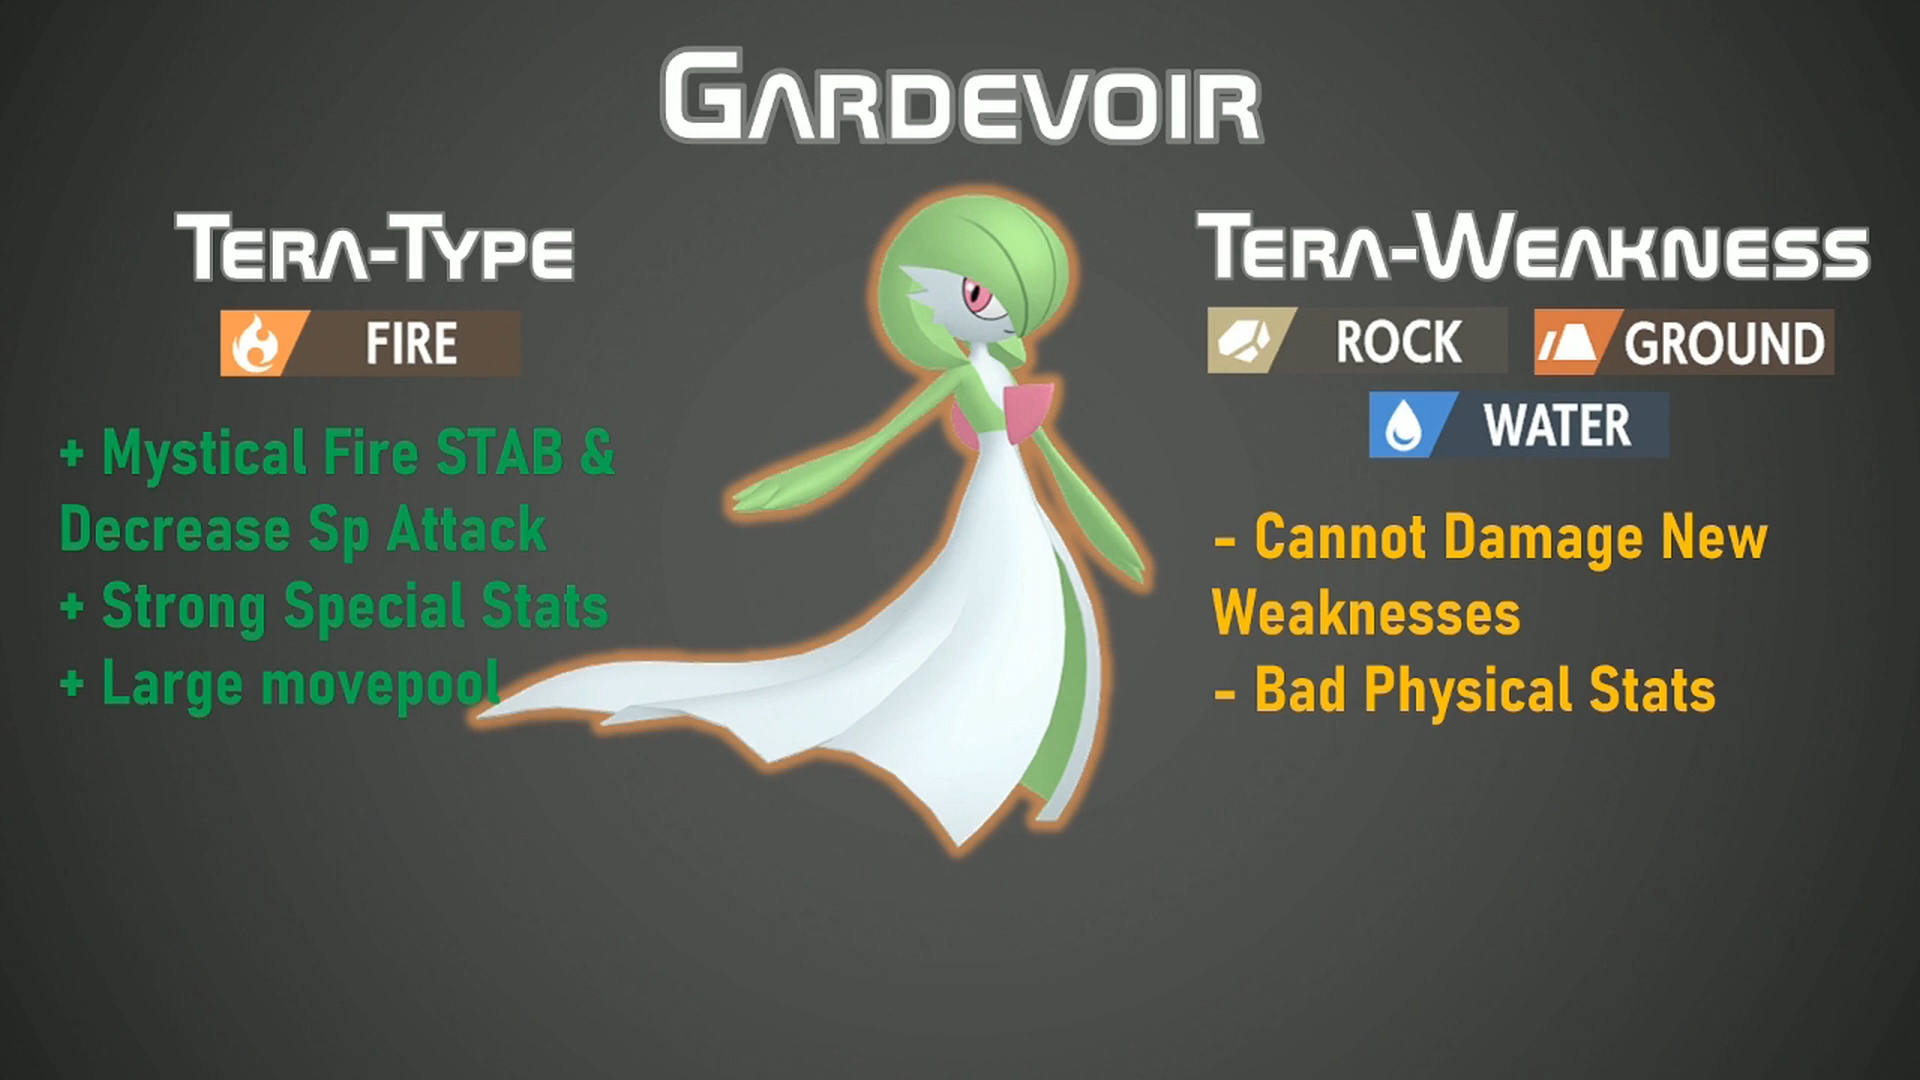 GARDEVOIR
TERA-TYPE
FIRE
+ Mystical Fire STAB &
Decrease Sp Attack
+ Strong Special Stats
+ Large movepool
TERA-WEAKNESS
ROCK GROUND
WATER
- Cannot Damage New
Weaknesses
- Bad Physical Stats